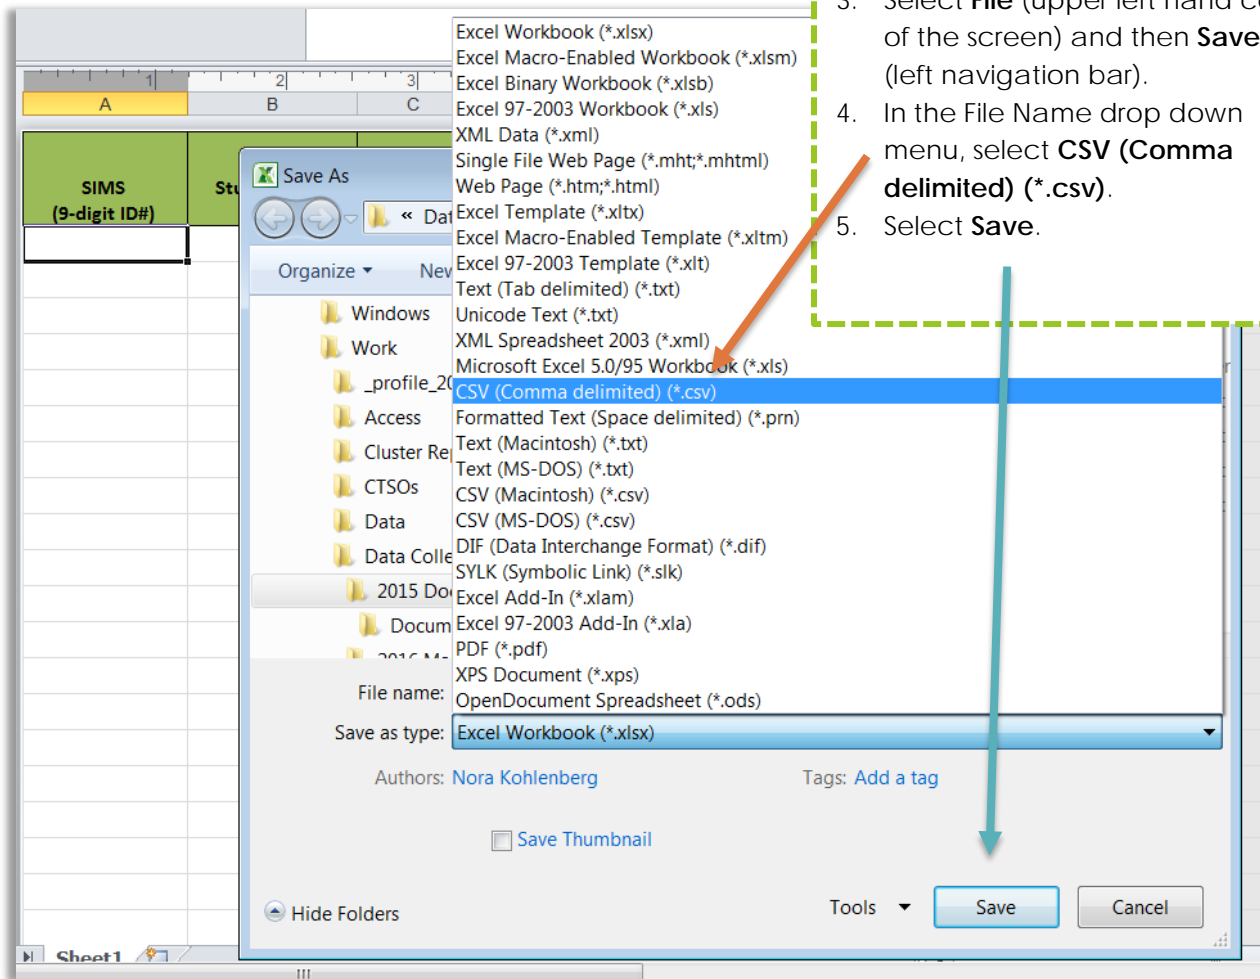 3. Select File (upper left hand
of the screen) and then Save
(left navigation bar).
4. In the File Name drop down
menu, select CSV (Comma
delimited) (*.csv).
5. Select Save.
1 2 3
A B C
SIMS
(9-digit ID#)
Save As
« Dat
Organize New
Windows
Work
_profile_20
Access
Cluster Re
CTSOs
Data
Data Colle
2015 Do
Docum
Excel Workbook (*.xlsx)
Excel Macro-Enabled Workbook (*.xlsm)
Excel Binary Workbook (*.xlsb)
Excel 97-2003 Workbook (*.xls)
XML Data (*.xml)
Single File Web Page (*.mht;*.mhtml)
Web Page (*.htm;*.html)
Excel Template (*.xltx)
Excel Macro-Enabled Template (*.xltm)
Excel 97-2003 Template (*.xlt)
Text (Tab delimited) (*.txt)
Unicode Text (*.txt)
XML Spreadsheet 2003 (*.xml)
Microsoft Excel 5.0/95 Workbook (*.xls)
CSV (Comma delimited) (*.csv)
Formatted Text (Space delimited) (*.prn)
Text (Macintosh) (*.txt)
Text (MS-DOS) (*.txt)
CSV (Macintosh) (*.csv)
CSV (MS-DOS) (*.csv)
DIF (Data Interchange Format) (*.dif)
SYLK (Symbolic Link) (*.slk)
Excel Add-In (*.xlam)
Excel 97-2003 Add-In (*.xla)
PDF (*.pdf)
XPS Document (*.xps)
OpenDocument Spreadsheet (*.ods)
File name:
Save as type: Excel Workbook (*.xlsx)
Authors: Nora Kohlenberg Tags: Add a tag
Save Thumbnail
Hide Folders Tools Save Cancel
Sheet1